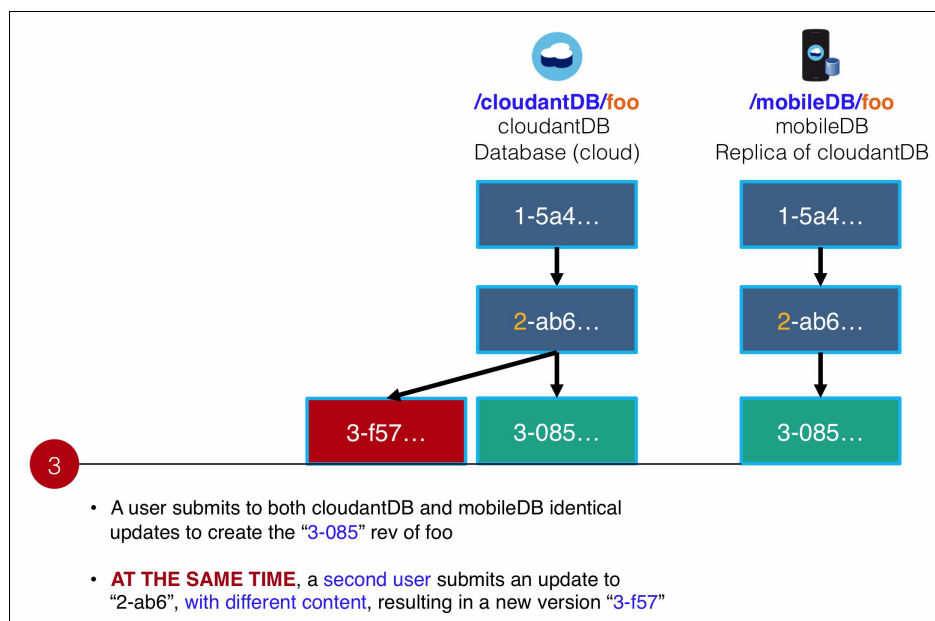 /cloudantDB/foo
cloudantDB
Database (cloud)
/mobileDB/foo
mobileDB
Replica of cloudantDB
1-5a4…
1-5a4…
2-ab6…
2-ab6…
3-f57…
3-085…
3-085…
3
• A user submits to both cloudantDB and mobileDB identical
updates to create the “3-085” rev of foo
• AT THE SAME TIME, a second user submits an update to
“2-ab6”, with different content, resulting in a new version “3-f57”